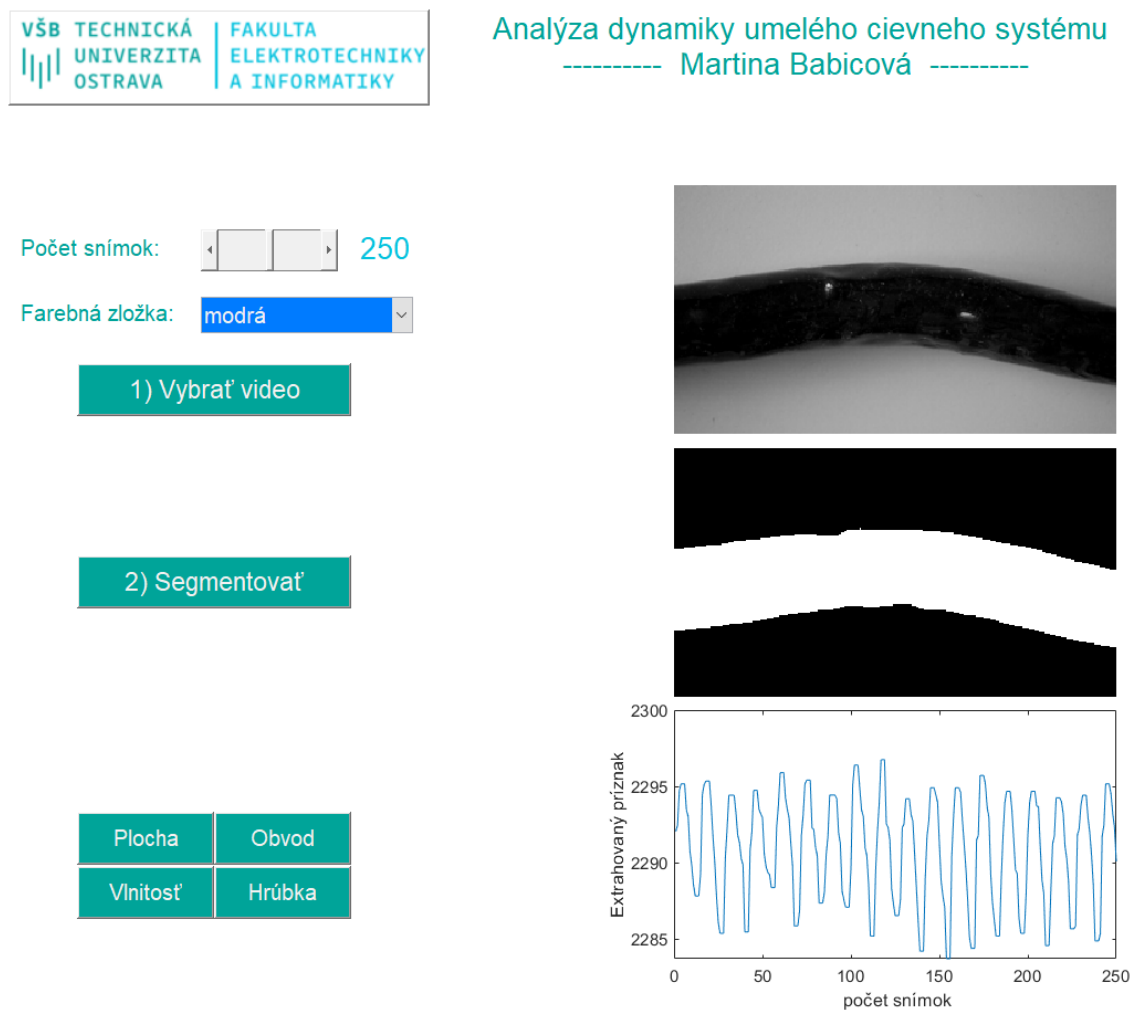 VŠB TECHNICKÁ
UNIVERZITA
OSTRAVA
FAKULTA
ELEKTROTECHNIKY
A INFORMATIKY
Analýza dynamiky umelého cievneho systému
---------- Martina Babicová ----------
Počet snímok:
250
Farebná zložka:
modrá
1) Vybrať video
2) Segmentovať
Plocha
Obvod
Vlnitosť
Hrúbka
Extrahovaný príznak
2300
2295
2290
2285
0 50 100 150 200 250
počet snímok